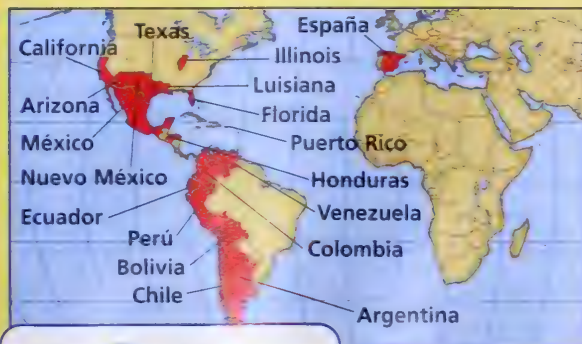 Texas
California
España
Illinois
Luisiana
Arizona
Florida
México
Puerto Rico
Nuevo México
Honduras
Ecuador
Venezuela
Perú
Colombia
Bolivia
Chile
Argentina